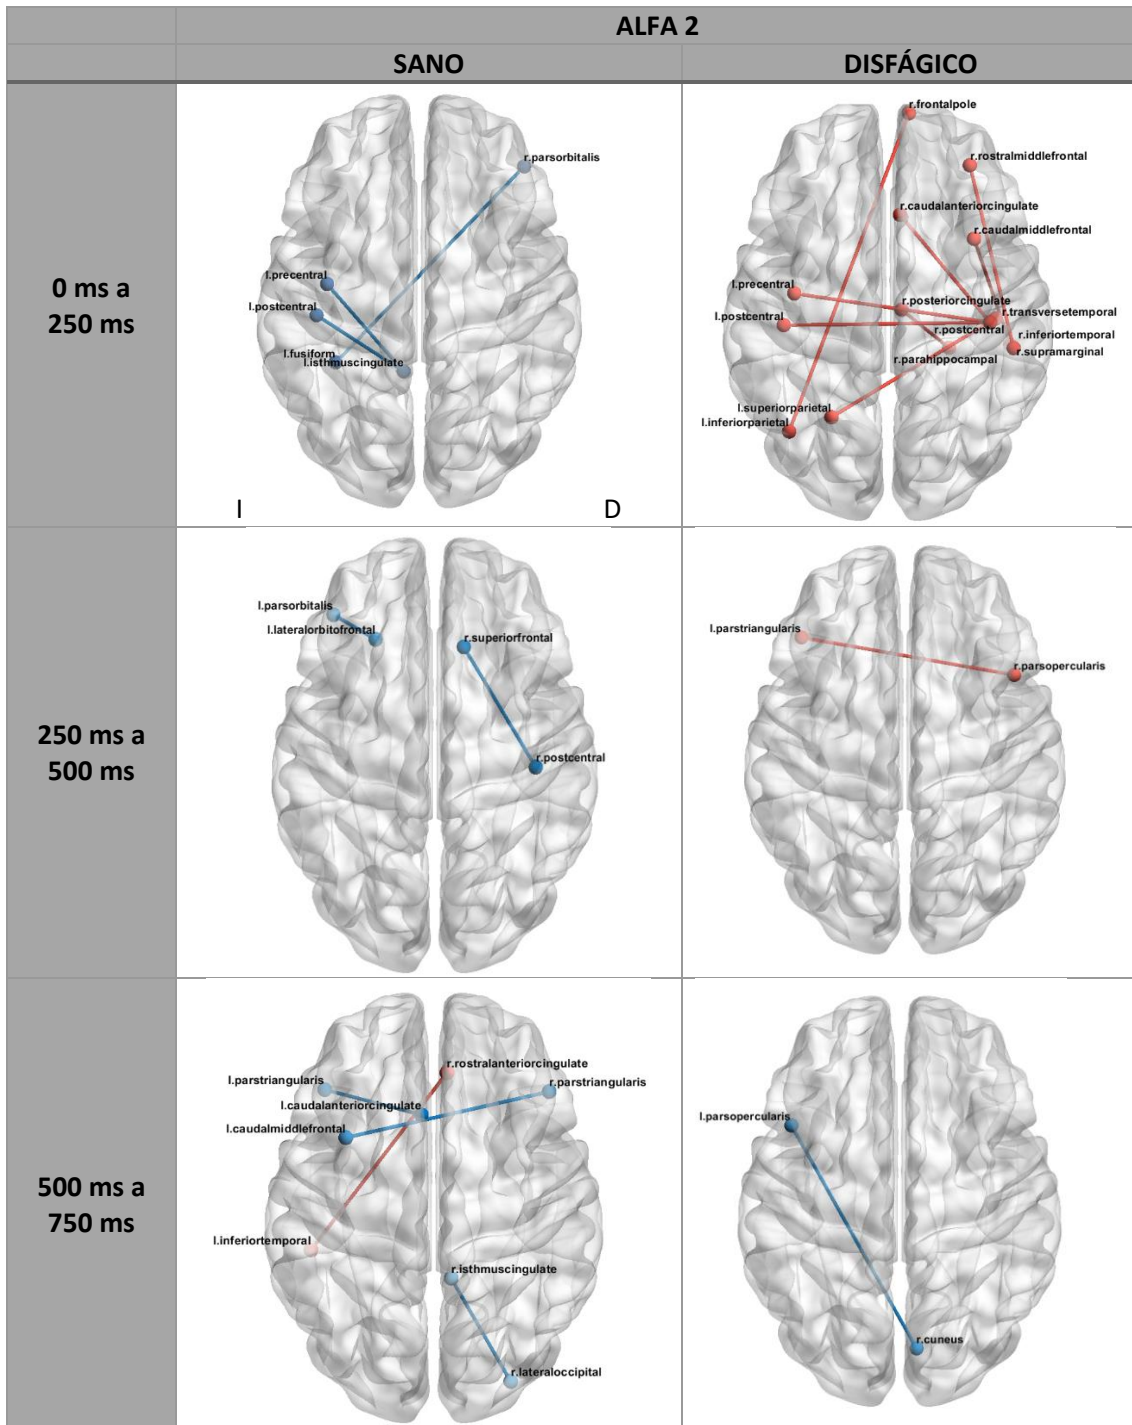 ALFA 2
SANO
DISFÁGICO
0 ms a
250 ms
r.parsorbitalis
l.precentral
l.postcentral
l.fusiform
l.isthmuscingulate
I
D
r.frontalpole
r.rostralmiddlefrontal
r.caudalanteriorcingulate
r.caudalmiddlefrontal
l.precentral
r.posteriorcingulate
r.transversetemporal
l.postcentral
r.postcentral
r.inferiortemporal
r.supramarginal
r.parahippocampal
l.superiorparietal
l.inferiorparietal
250 ms a
500 ms
l.parsorbitalis
l.lateralorbitofrontal
r.superiorfrontal
r.postcentral
l.parstriangularis
r.parsopercularis
500 ms a
750 ms
r.rostralanteriorcingulate
l.parstriangularis
r.parstriangularis
l.caudalanteriorcingulate
l.caudalmiddlefrontal
l.inferiortemporal
r.isthmuscingulate
r.lateraloccipital
l.parsopercularis
r.cuneus